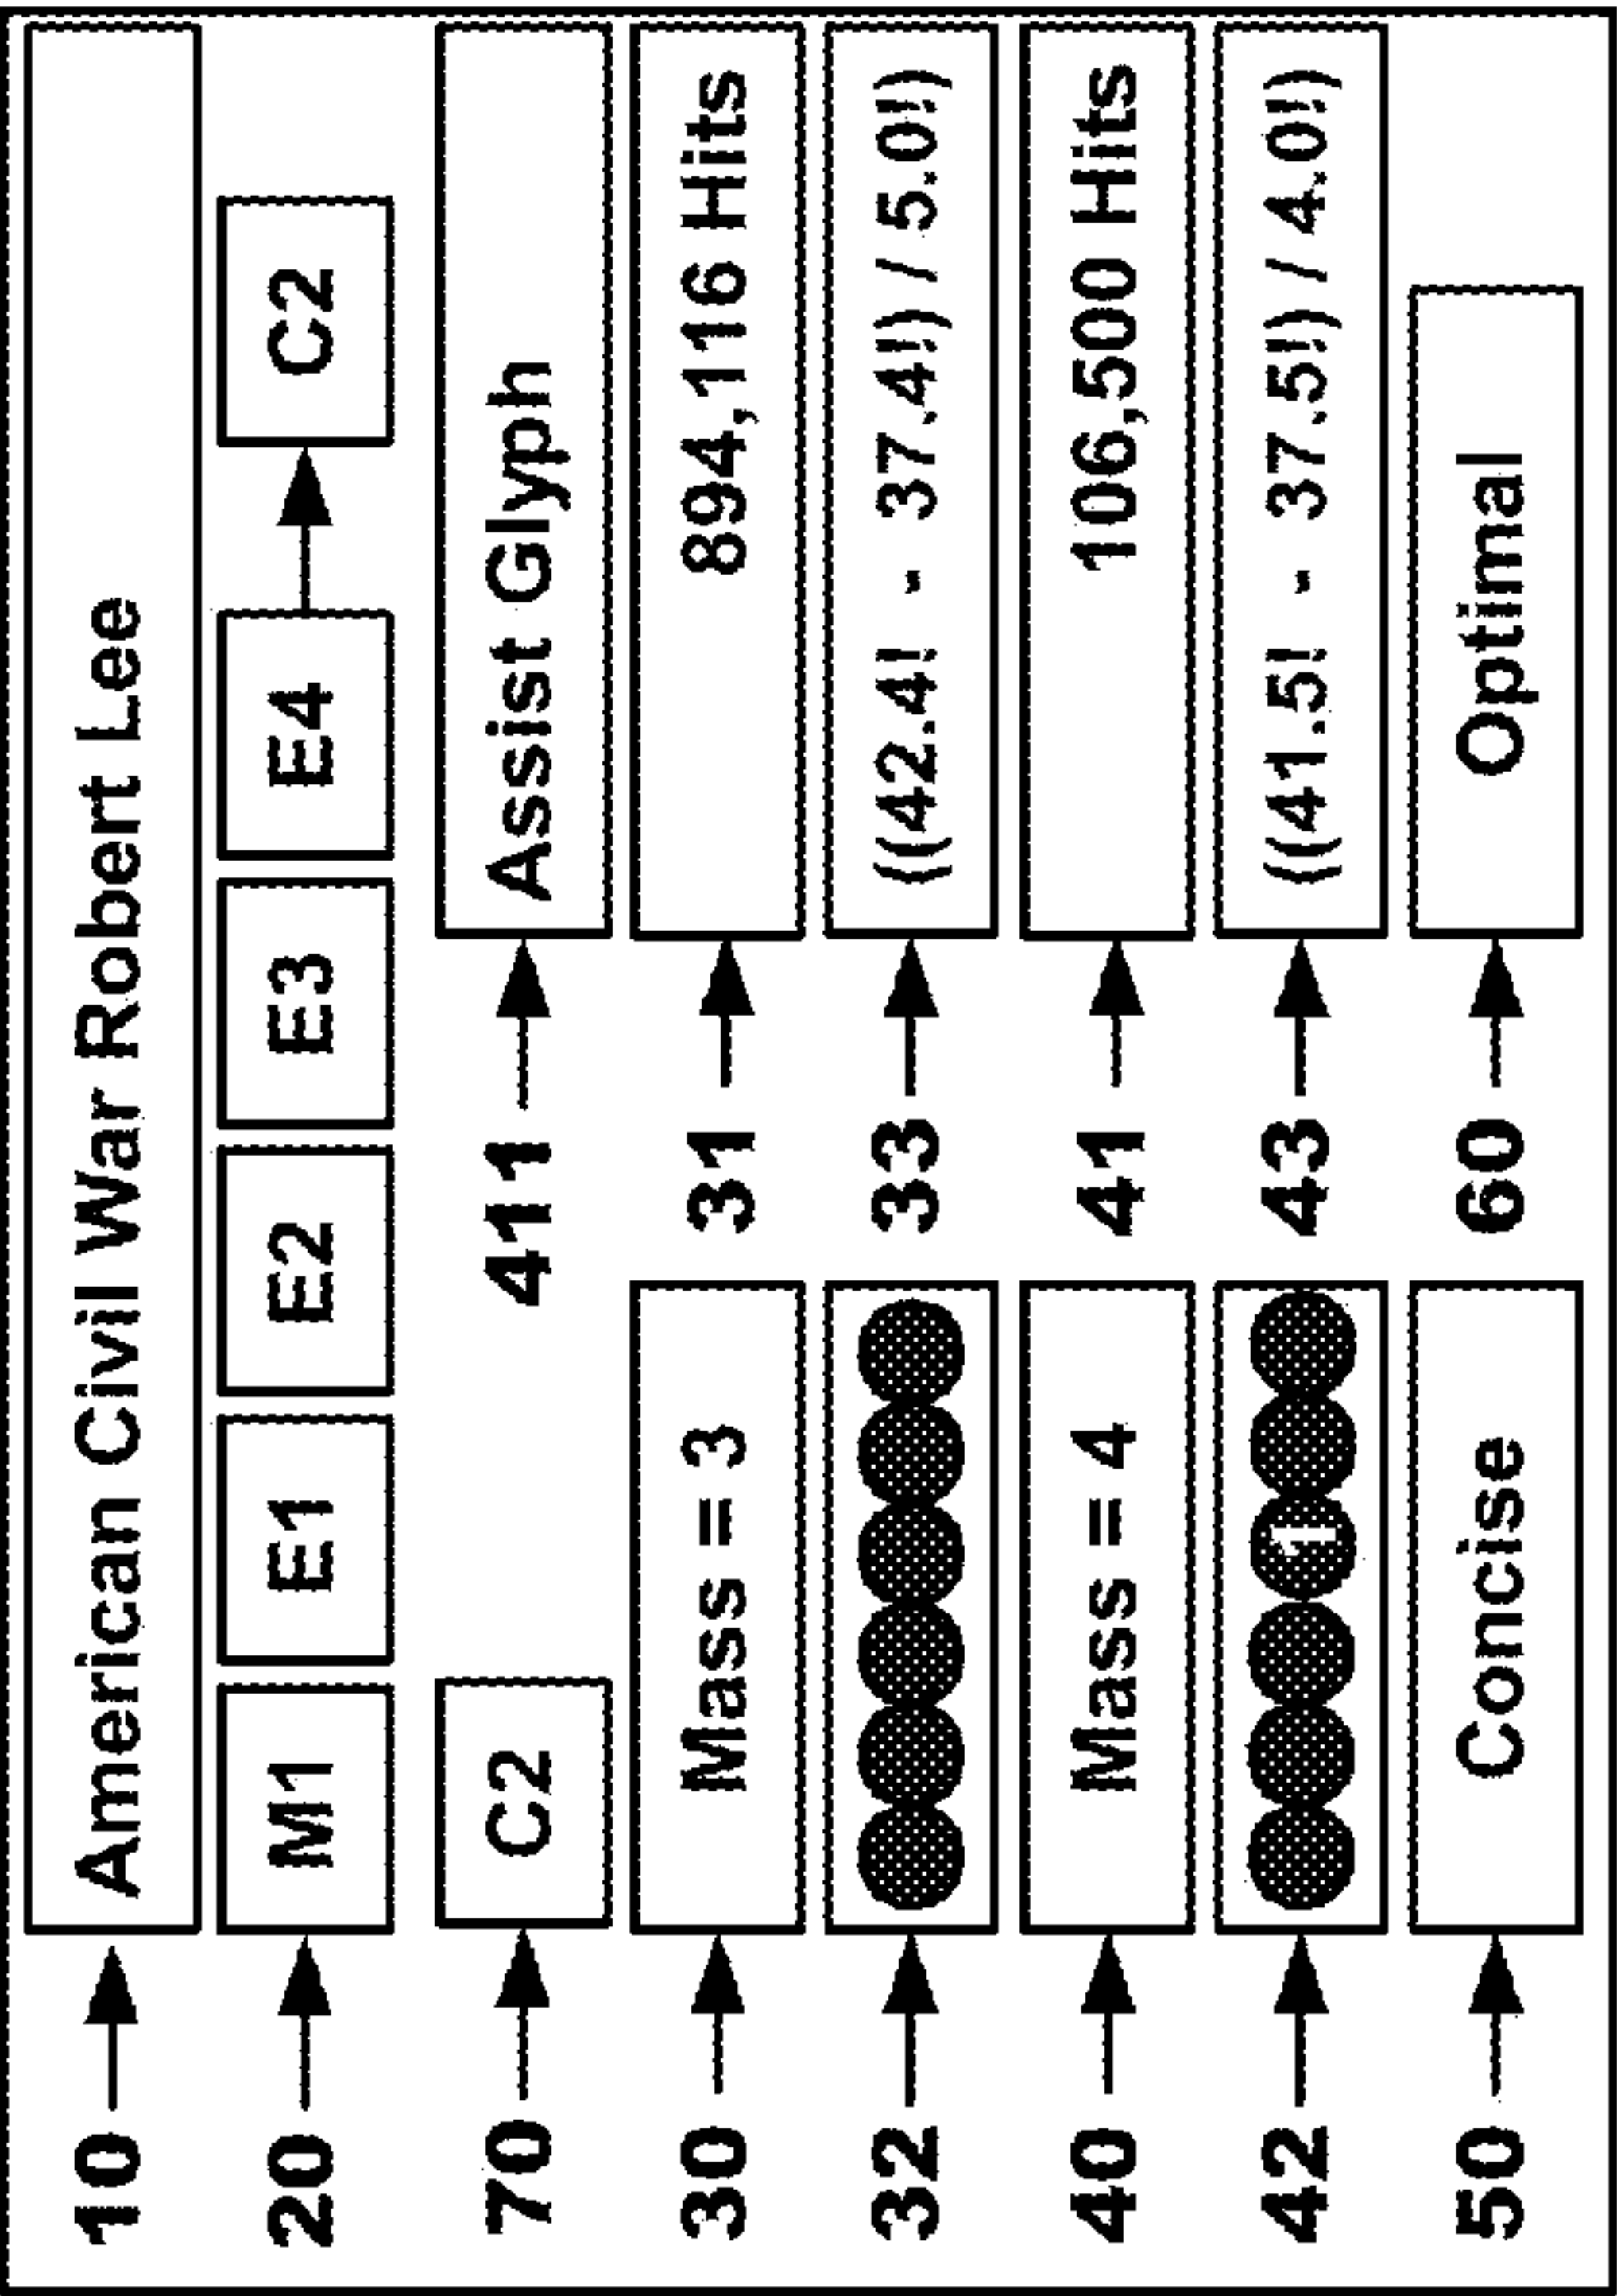 10 American Civil War Robert Lee
20 M1 E1 E2 E3 E4 C2
70 C2 411 Assist Glyph
30 Mass = 3 31 894,116 Hits
32 33 ((42.4! - 37.4!) / 5.0!)
40 Mass = 4 41 106,500 Hits
42 1 43 ((41.5! - 37.5!) / 4.0!)
50 Concise 60 Optimal